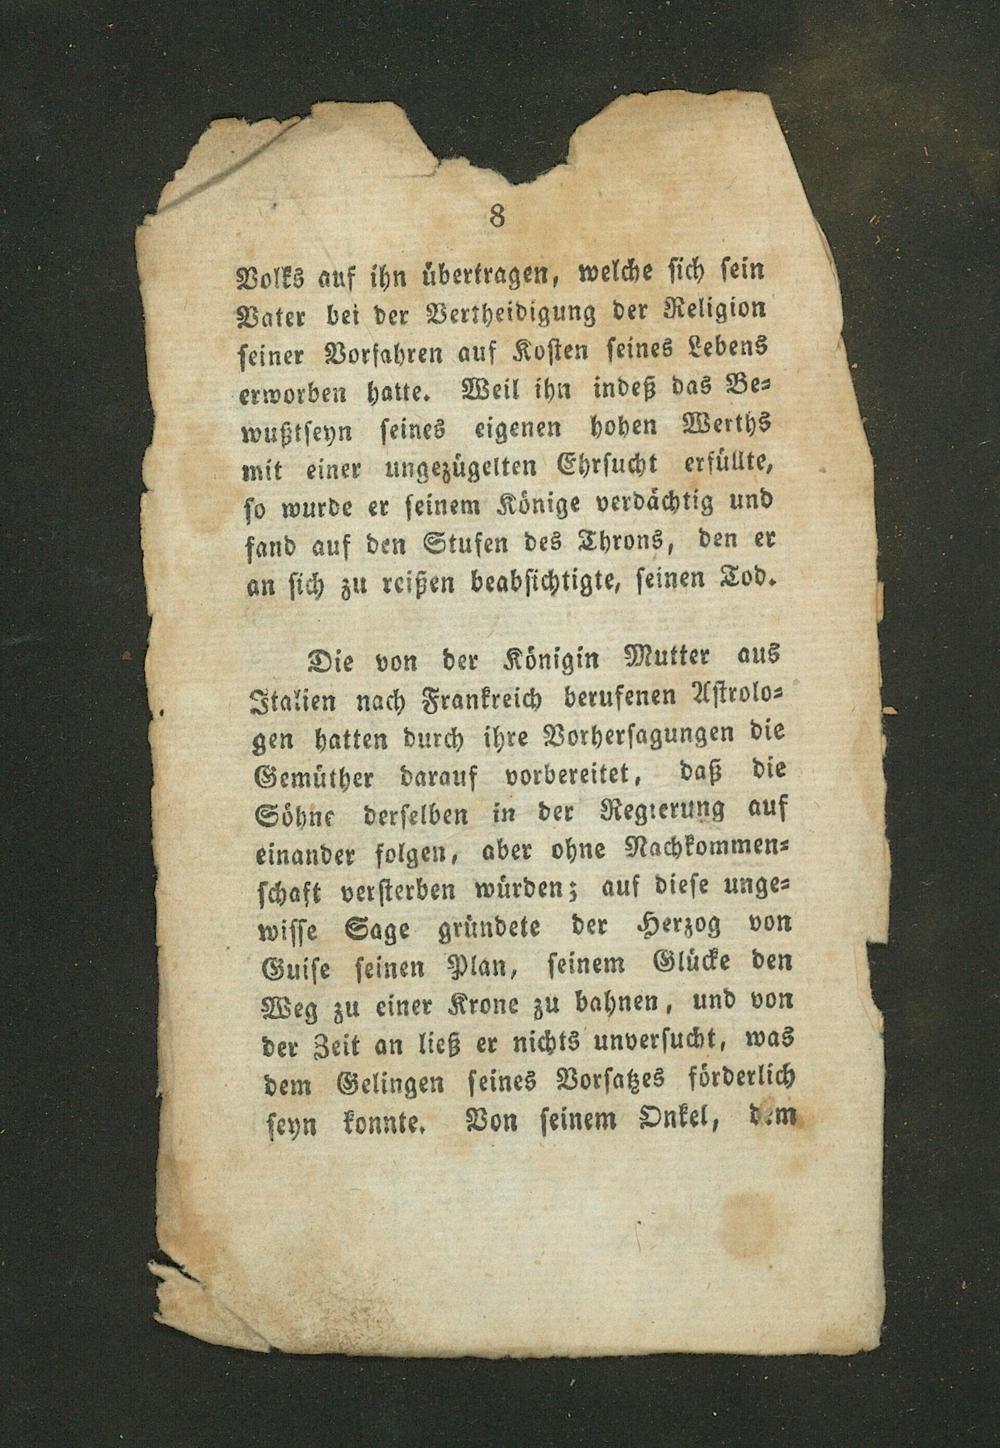 8
Volks auf ihn übertragen, welche sich sein
Vater bei der Vertheidigung der Religion
seiner Vorfahren auf Kosten seines Lebens
erworben hatte. Weil ihn indeß das Be-
wußtseyn seines eigenen hohen Werths
mit einer ungezügelten Ehrsucht erfüllte,
so wurde er seinem Könige verdächtig und
fand auf den Stufen des Throns, den er
an sich zu reißen beabsichtigte, seinen Tod.
Die von der Königin Mutter aus
Italien nach Frankreich berufenen Astrolo-
gen hatten durch ihre Vorhersagungen die
Gemüther darauf vorbereitet, daß die
Söhne derselben in der Regierung auf
einander folgen, aber ohne Nachkommen-
schaft versterben würden; auf diese unge-
wisse Sage gründete der Herzog von
Guise seinen Plan, seinem Glücke den
Weg zu einer Krone zu bahnen, und von
der Zeit an ließ er nichts unversucht, was
dem Gelingen seines Vorsatzes förderlich
seyn konnte. Von seinem Onkel, dem